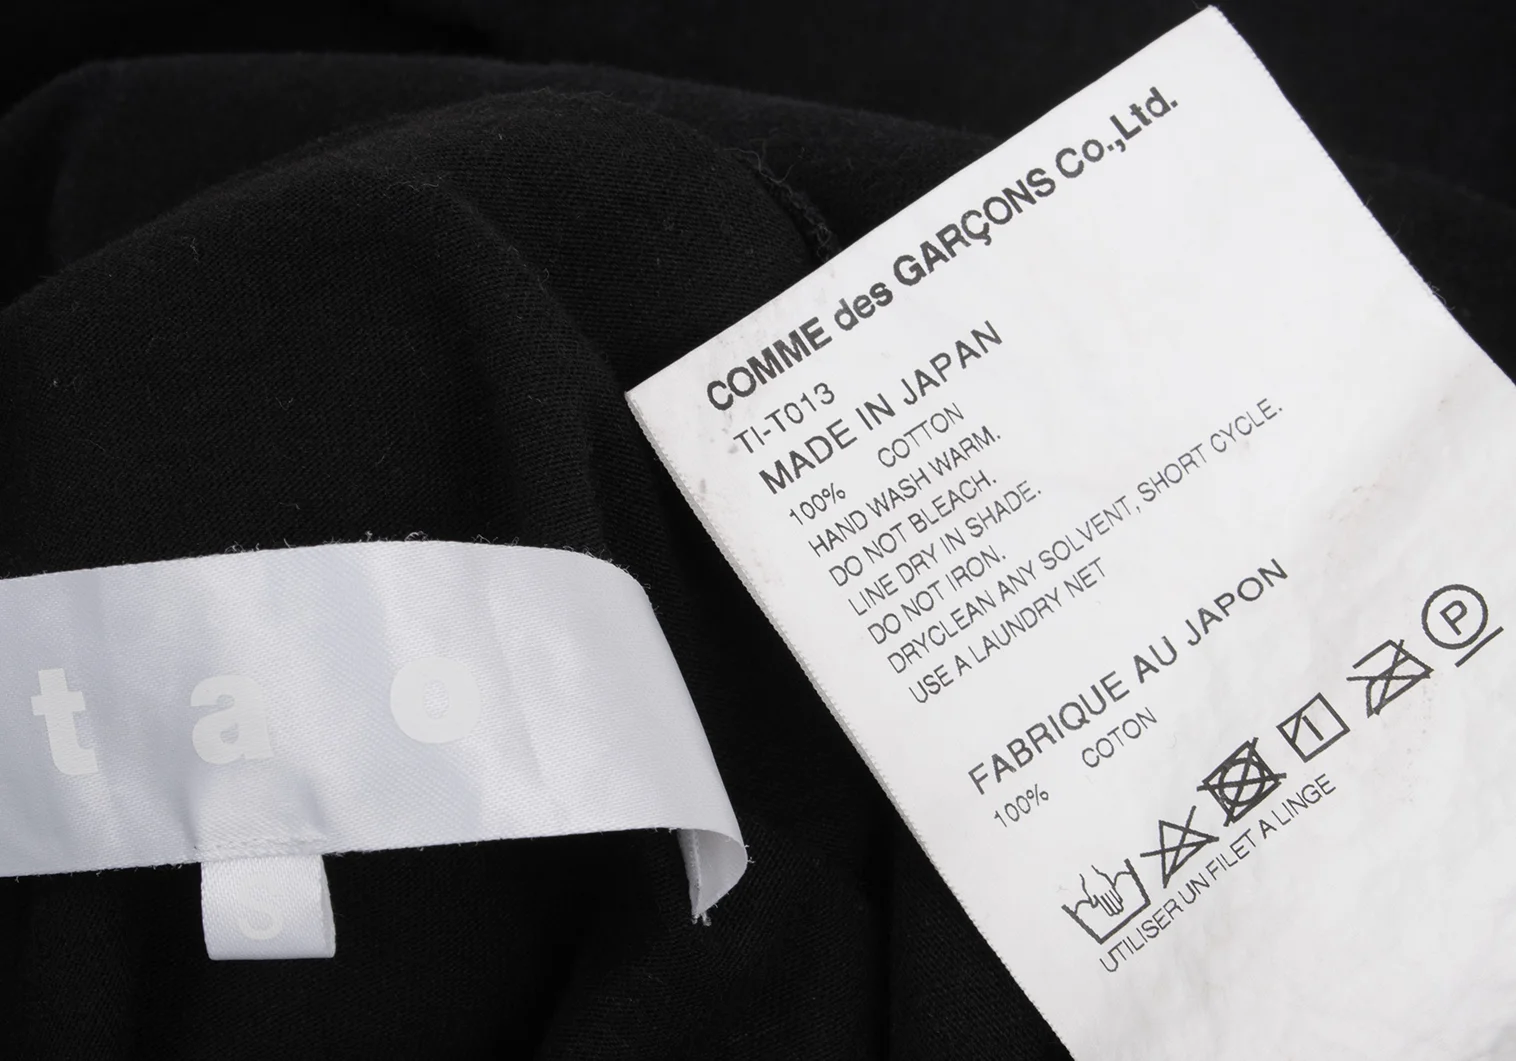 COMME des GARÇONS Co.,Ltd.
TI-T013
MADE IN JAPAN
100% COTTON
HAND WASH WARM.
DO NOT BLEACH.
LINE DRY IN SHADE.
DO NOT IRON.
DRYCLEAN ANY SOLVENT, SHORT CYCLE.
USE A LAUNDRY NET
FABRIQUE AU JAPON
100% COTON
P
UTILISER UN FILET A LINGE
tao
S